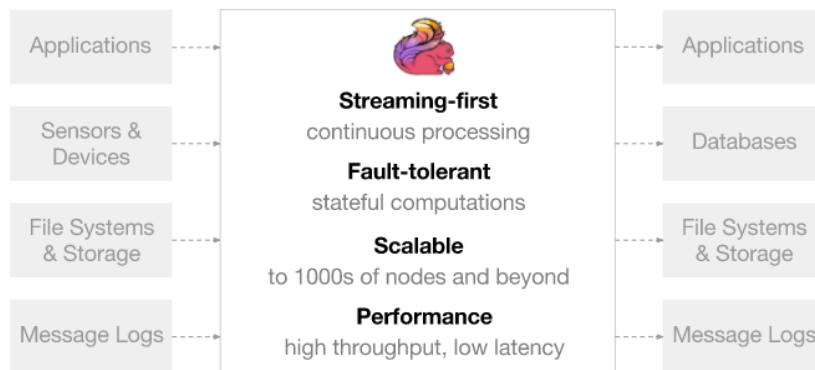 Applications
Sensors &
Devices
File Systems
& Storage
Message Logs
Streaming-first
continuous processing
Fault-tolerant
stateful computations
Scalable
to 1000s of nodes and beyond
Performance
high throughput, low latency
Applications
Databases
File Systems
& Storage
Message Logs